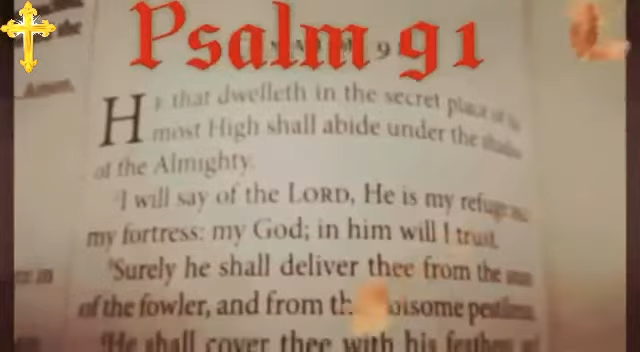 Psalm 91
He that dwelleth in the secret place of
most High shall abide under the
of the Almighty.
I will say of the LORD, He is my refuge
my fortress: my God; in him will I trust.
Surely he shall deliver thee from the
of the fowler, and from th oisome
He shall cover thee with his feathers